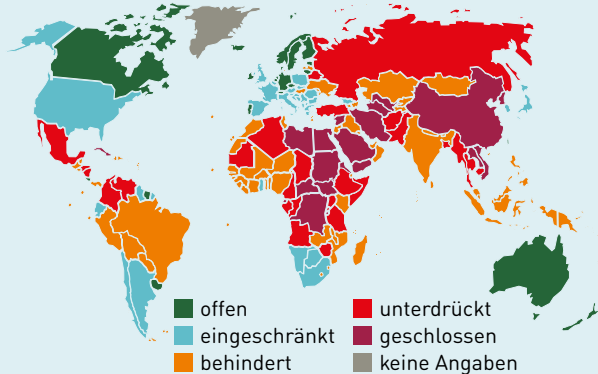 offen
eingeschränkt
behindert
unterdrückt
geschlossen
keine Angaben